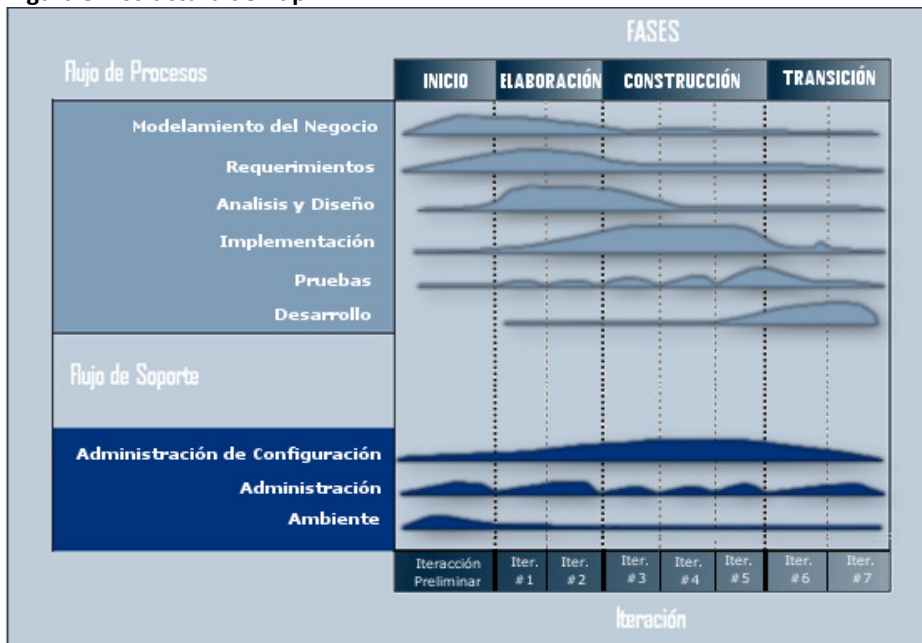 FASES
Flujo de Procesos
INICIO ELABORACIÓN CONSTRUCCIÓN TRANSICIÓN
Modelamiento del Negocio
Requerimientos
Analisis y Diseño
Implementación
Pruebas
Desarrollo
Flujo de Soporte
Administración de Configuración
Administración
Ambiente
Iteracción Preliminar
Iter. #1
Iter. #2
Iter. #3
Iter. #4
Iter. #5
Iter. #6
Iter. #7
Iteración